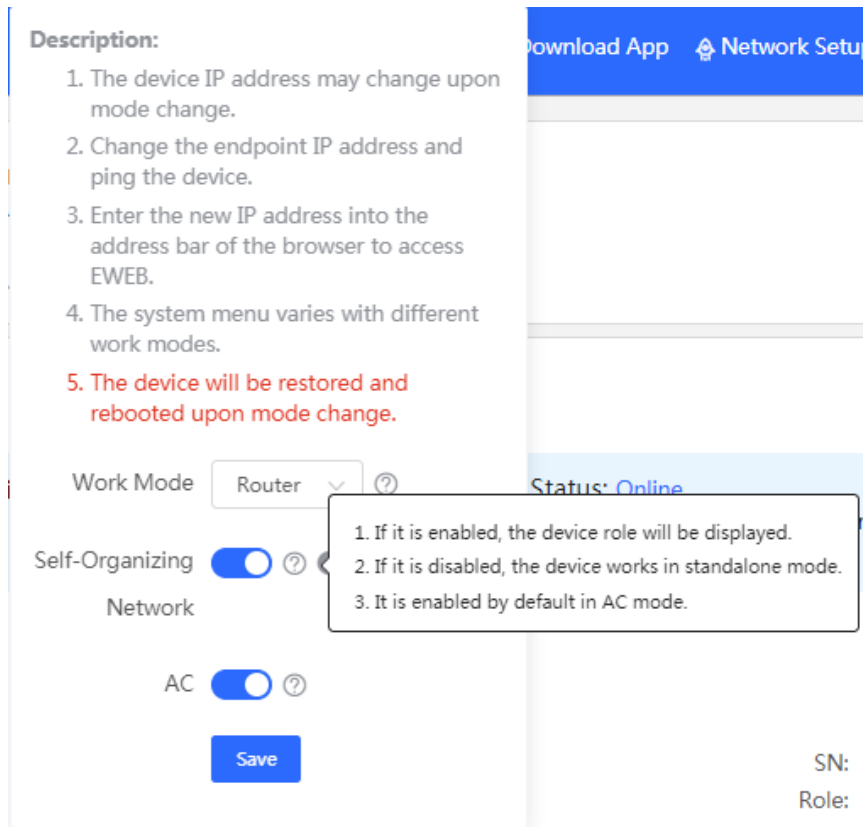 Description:
1. The device IP address may change upon
mode change.
2. Change the endpoint IP address and
ping the device.
3. Enter the new IP address into the
address bar of the browser to access
EWEB.
4. The system menu varies with different
work modes.
5. The device will be restored and
rebooted upon mode change.
Download App Network Setu
Work Mode Router
Status: Online
1. If it is enabled, the device role will be displayed.
2. If it is disabled, the device works in standalone mode.
3. It is enabled by default in AC mode.
Self-Organizing
Network
AC
Save
SN:
Role: